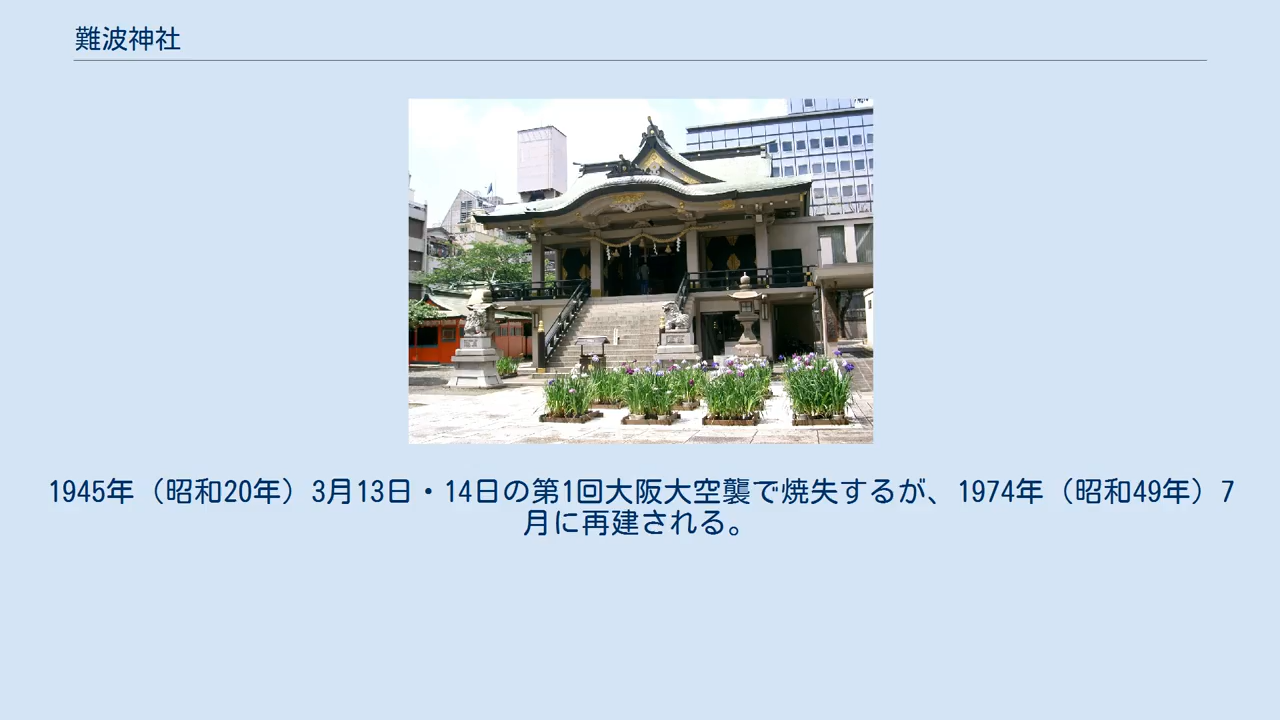 難波神社
1945年（昭和20年）3月13日・14日の第1回大阪大空襲で焼失するが、1974年（昭和49年）7
月に再建される。